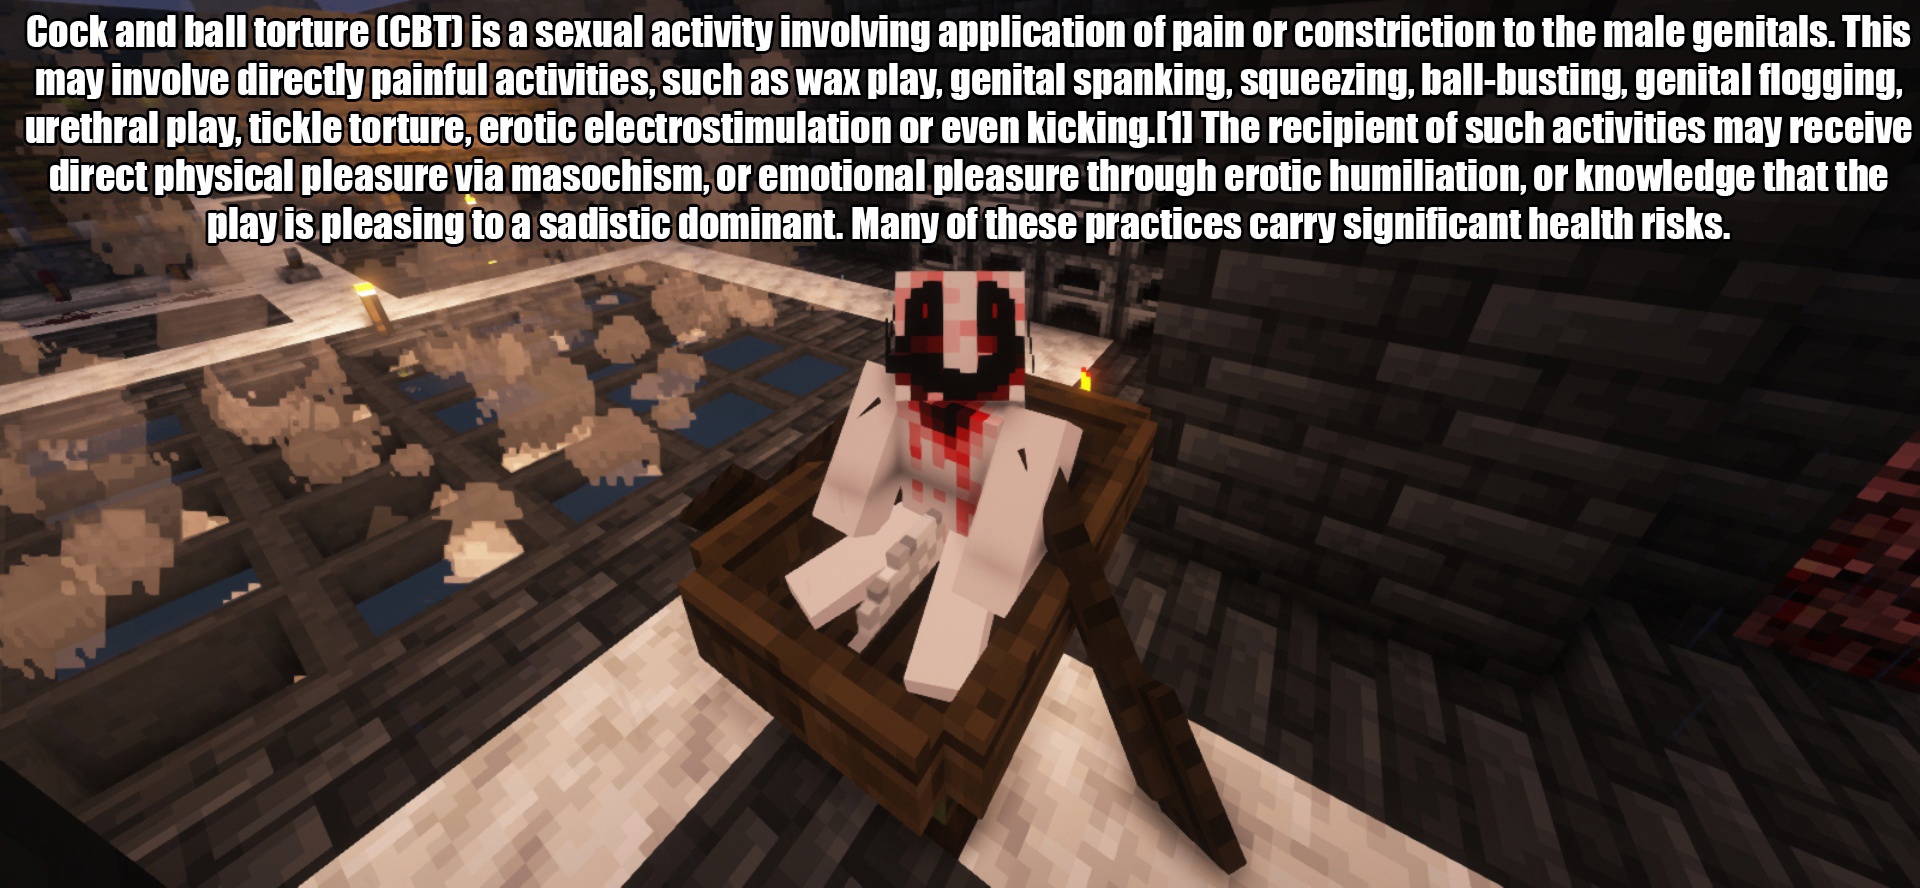 Cock and ball torture (CBT) is a sexual activity involving application of pain or constriction to the male genitals. This
may involve directly painful activities, such as wax play, genital spanking, squeezing, ball-busting, genital flogging,
urethral play, tickle torture, erotic electrostimulation or even kicking.[1] The recipient of such activities may receive
direct physical pleasure via masochism, or emotional pleasure through erotic humiliation, or knowledge that the
play is pleasing to a sadistic dominant. Many of these practices carry significant health risks.